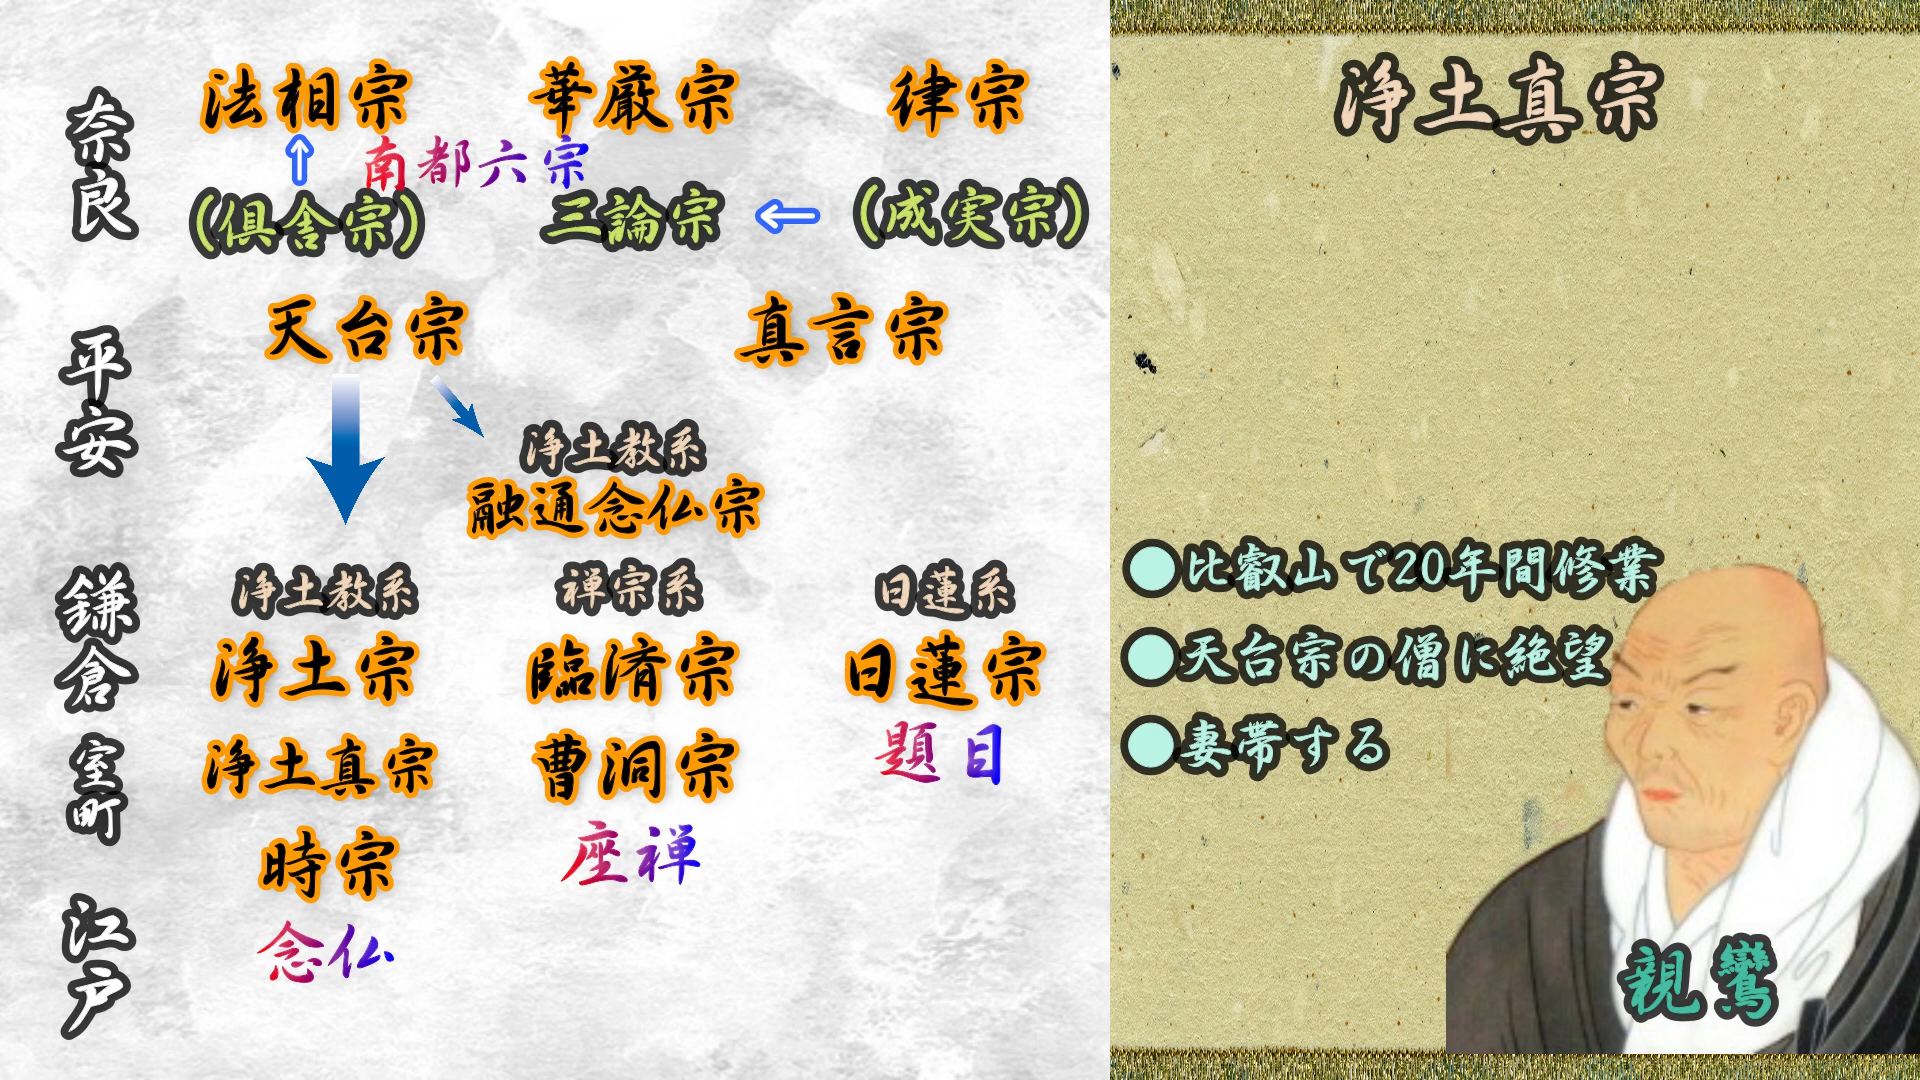 奈良
法相宗
華厳宗
律宗
南都六宗
(倶舎宗)
三論宗
(成実宗)
平安
天台宗
真言宗
浄土教系
融通念仏宗
鎌倉
浄土教系
禅宗系
日蓮系
浄土宗
臨済宗
日蓮宗
室町
浄土真宗
曹洞宗
題目
時宗
座禅
江戸
念仏
浄土真宗
●比叡山で20年間修業
●天台宗の僧に絶望
●妻帯する
親鸞